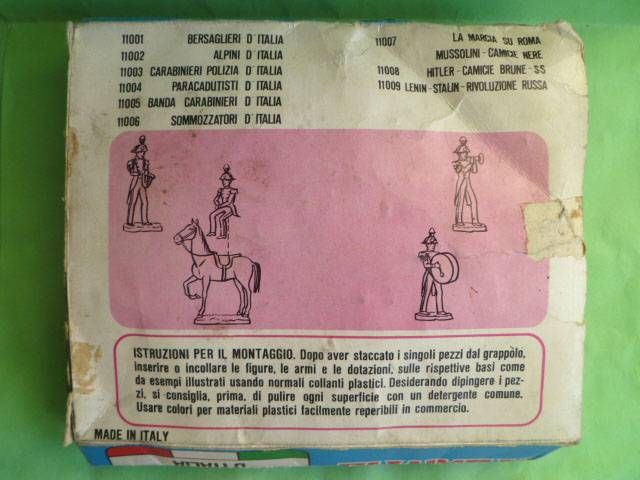 11001 BERSAGLIERI D'ITALIA
11002 ALPINI D'ITALIA
11003 CARABINIERI POLIZIA D'ITALIA
11004 PARACADUTISTI D'ITALIA
11005 BANDA CARABINIERI D'ITALIA
11006 SOMMOZZATORI D'ITALIA
11007 LA MARCIA SU ROMA
MUSSOLINI-CAMICIE NERE
11008 HITLER-CAMICIE BRUNE-SS
11009 LENIN-STALIN-RIVOLUZIONE RUSSA
ISTRUZIONI PER IL MONTAGGIO. Dopo aver staccato i singoli pezzi dal grappolo,
inserire o incollare le figure, le armi e le dotazioni, sulle rispettive basi come
da esempi illustrati usando normali collanti plastici. Desiderando dipingere i pez-
zi, si consiglia, prima, di pulire ogni superficie con un detergente comune.
Usare colori per materiali plastici facilmente reperibili in commercio.
MADE IN ITALY
D'ITALIA